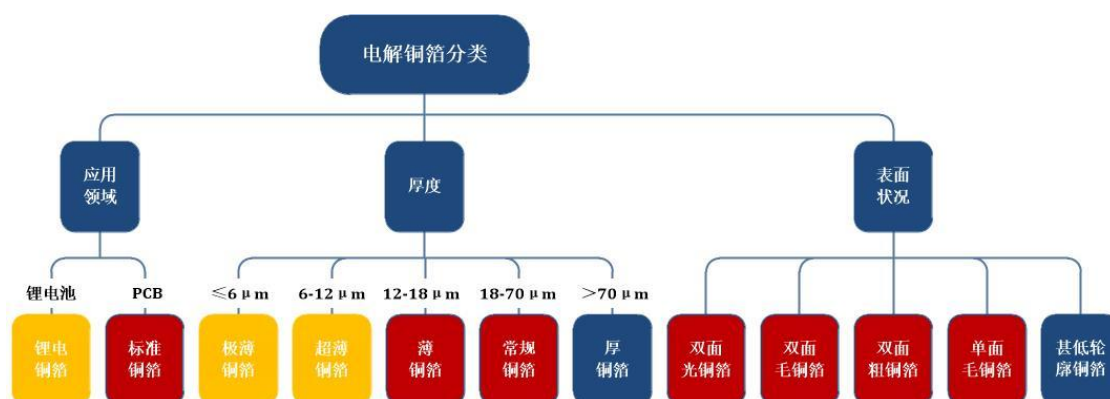 电解铜箔分类
应用
领域
厚度
表面
状况
锂电池
PCB
≤6μm
6-12μm
12-18μm
18-70μm
>70μm
锂电
铜箔
标准
铜箔
极薄
铜箔
超薄
铜箔
薄
铜箔
常规
铜箔
厚
铜箔
双面
光铜箔
双面
毛铜箔
双面
粗铜箔
单面
毛铜箔
甚低轮
廓铜箔